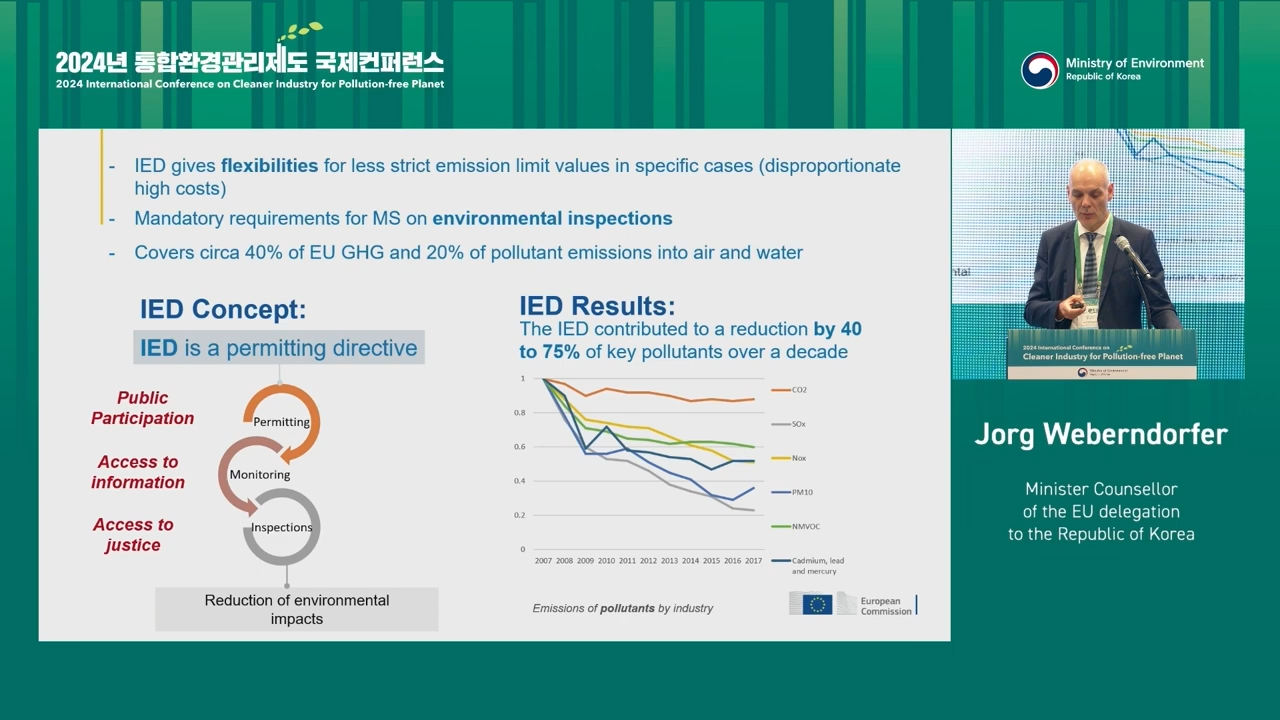 2024년 통합환경관리제도 국제컨퍼런스
2024 International Conference on Cleaner Industry for Pollution-free Planet
Ministry of Environment
Republic of Korea
- IED gives flexibilities for less strict emission limit values in specific cases (disproportionate
high costs)
- Mandatory requirements for MS on environmental inspections
- Covers circa 40% of EU GHG and 20% of pollutant emissions into air and water
IED Concept:
IED is a permitting directive
Public
Participation
Access to
information
Access to
justice
Permitting
Monitoring
Inspections
Reduction of environmental
impacts
IED Results:
The IED contributed to a reduction by 40
to 75% of key pollutants over a decade
1
0.8
0.6
0.4
0.2
0
2007 2008 2009 2010 2011 2012 2013 2014 2015 2016 2017
CO2
SOx
Nox
PM10
NMVOC
Cadmium, lead
and mercury
Emissions of pollutants by industry
European
Commission
2024 International Conference on
Cleaner Industry for Pollution-free Planet
Ministry of Environment
Jorg Weberndorfer
Minister Counsellor
of the EU delegation
to the Republic of Korea